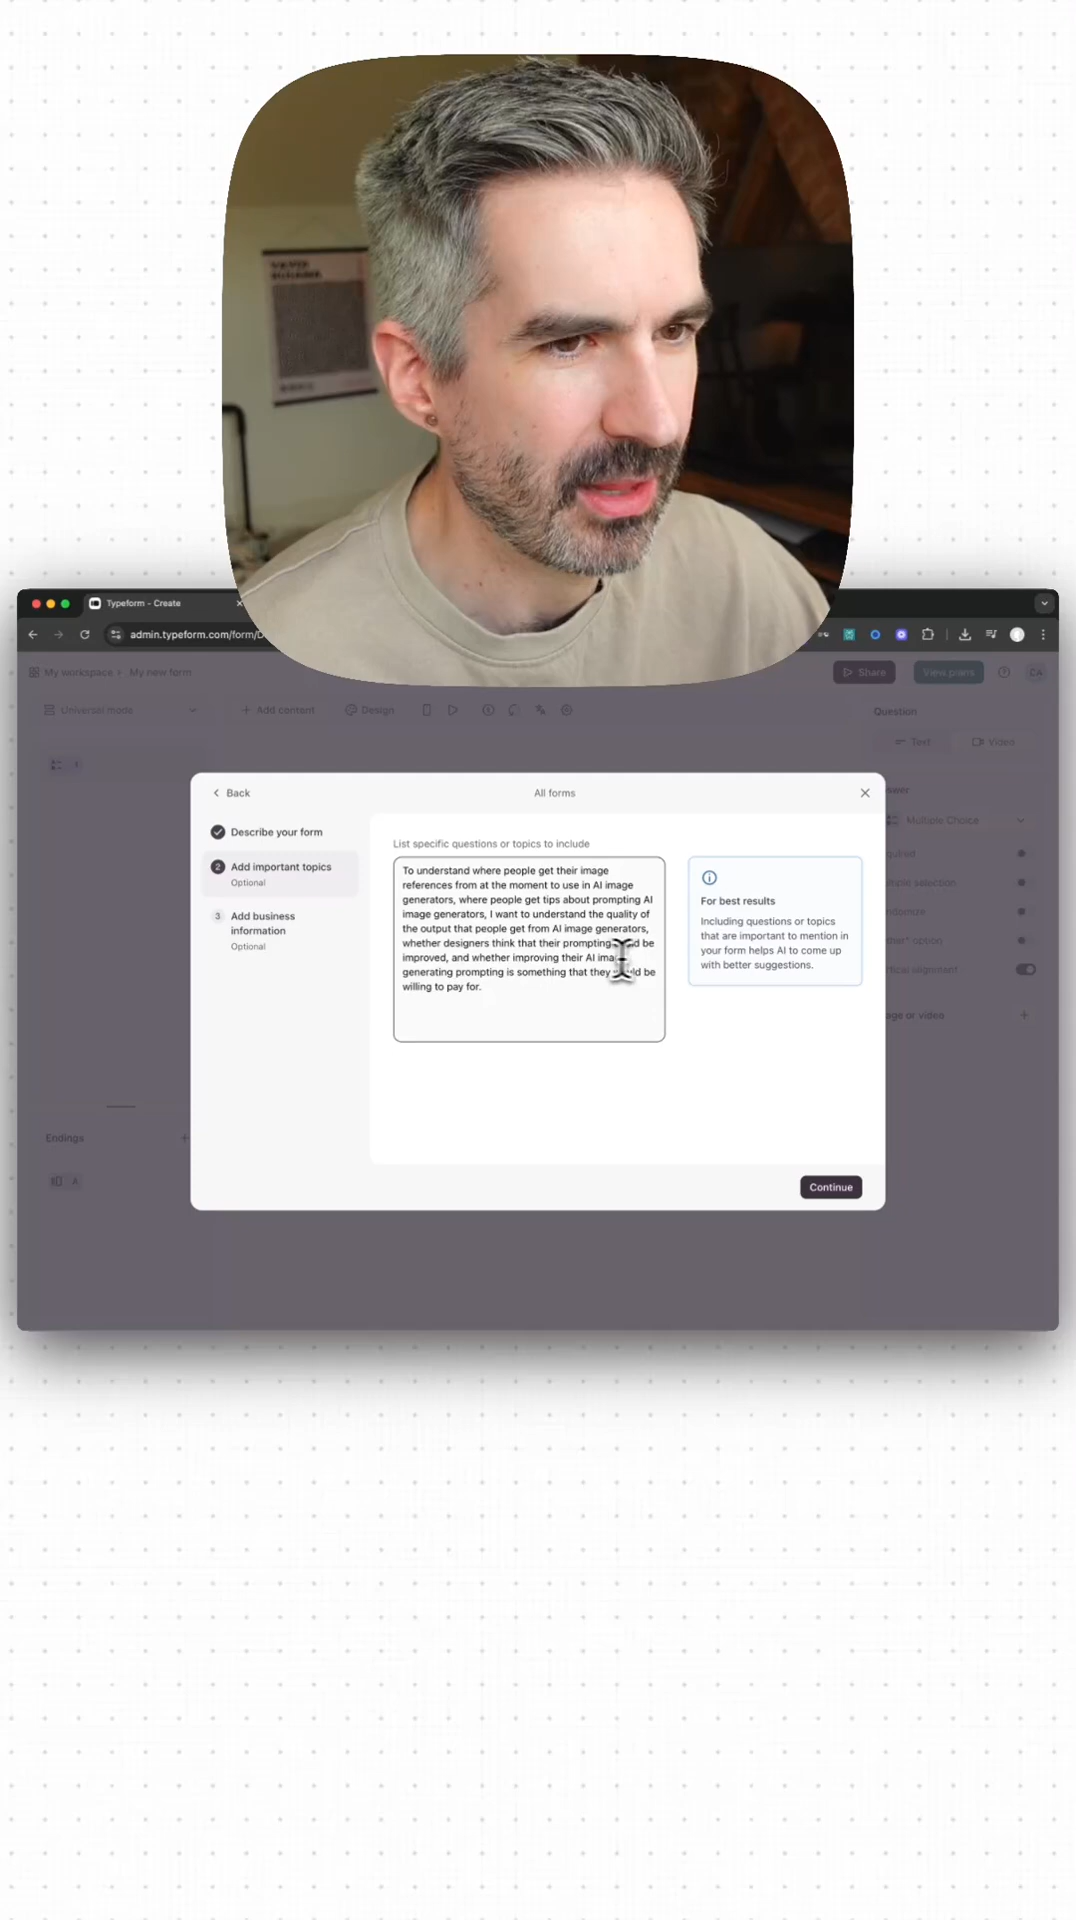 Typeform - Create
admin.typeform.com/form/D
My workspace
My new form
Share
View plans
CA
Universal mode
Add content
Design
Question
Text
Video
1
Back
All forms
Multiple Choice
Describe your form
2 Add important topics
Optional
3 Add business
information
Optional
List specific questions or topics to include
To understand where people get their image
references from at the moment to use in AI image
generators, where people get tips about prompting AI
image generators, I want to understand the quality of
the output that people get from AI image generators,
whether designers think that their prompting be
improved, and whether improving their AI
generating prompting is something that they would be
willing to pay for.
For best results
Including questions or topics
that are important to mention in
your form helps AI to come up
with better suggestions.
Endings
A
Continue